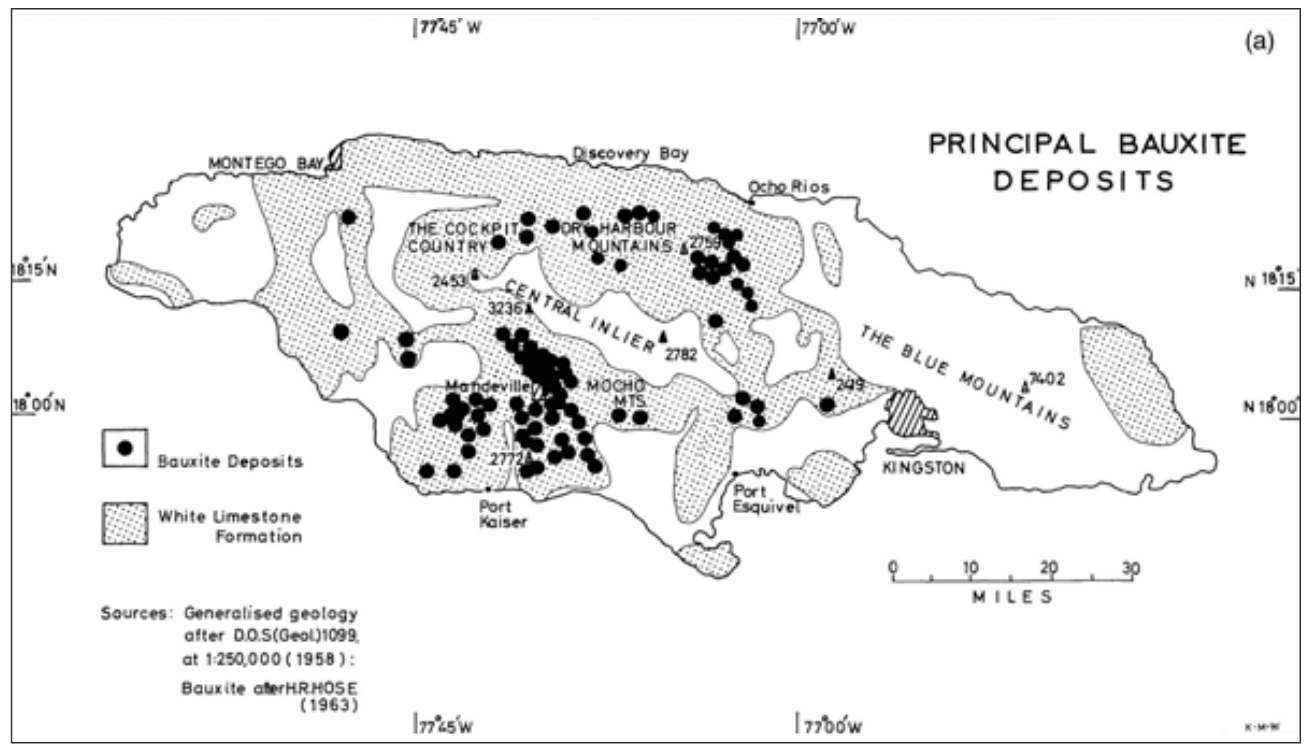 77°45'W
77°00'W
(a)
PRINCIPAL BAUXITE
DEPOSITS
MONTEGO BAY
Discovery Bay
Ocho Rios
THE COCKPIT
COUNTRY
DRY HARBOUR
MOUNTAINS
2759
18°15'N
N 18°15'
2453
3236
CENTRAL INLIER
2782
THE BLUE MOUNTAINS
7402
Mandeville
MOCHO
MTS.
18°00'N
N 18°00'
Bauxite Deposits
2772
KINGSTON
Port
Kaiser
Port
Esquivel
White Limestone
Formation
0 10 20 30
MILES
Sources: Generalised geology
after D.O.S(Geol.)1099,
at 1:250,000 (1958):
Bauxite after H.R.HOSE
(1963)
77°45'W
77°00'W
K·M·W